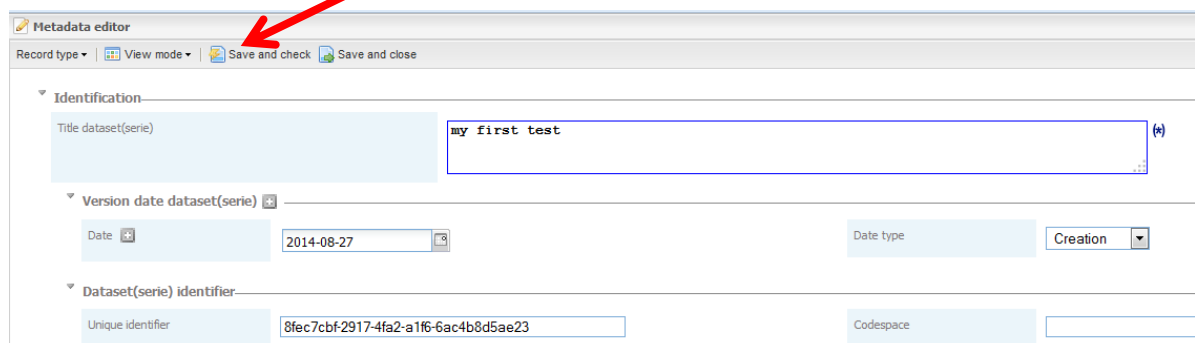 Metadata editor
Record type View mode Save and check Save and close
Identification
Title dataset(serie) my first test (*)
Version date dataset(serie)
Date 2014-08-27 Date type Creation
Dataset(serie) identifier
Unique identifier 8fec7cbf-2917-4fa2-a1f6-6ac4b8d5ae23 Codespace